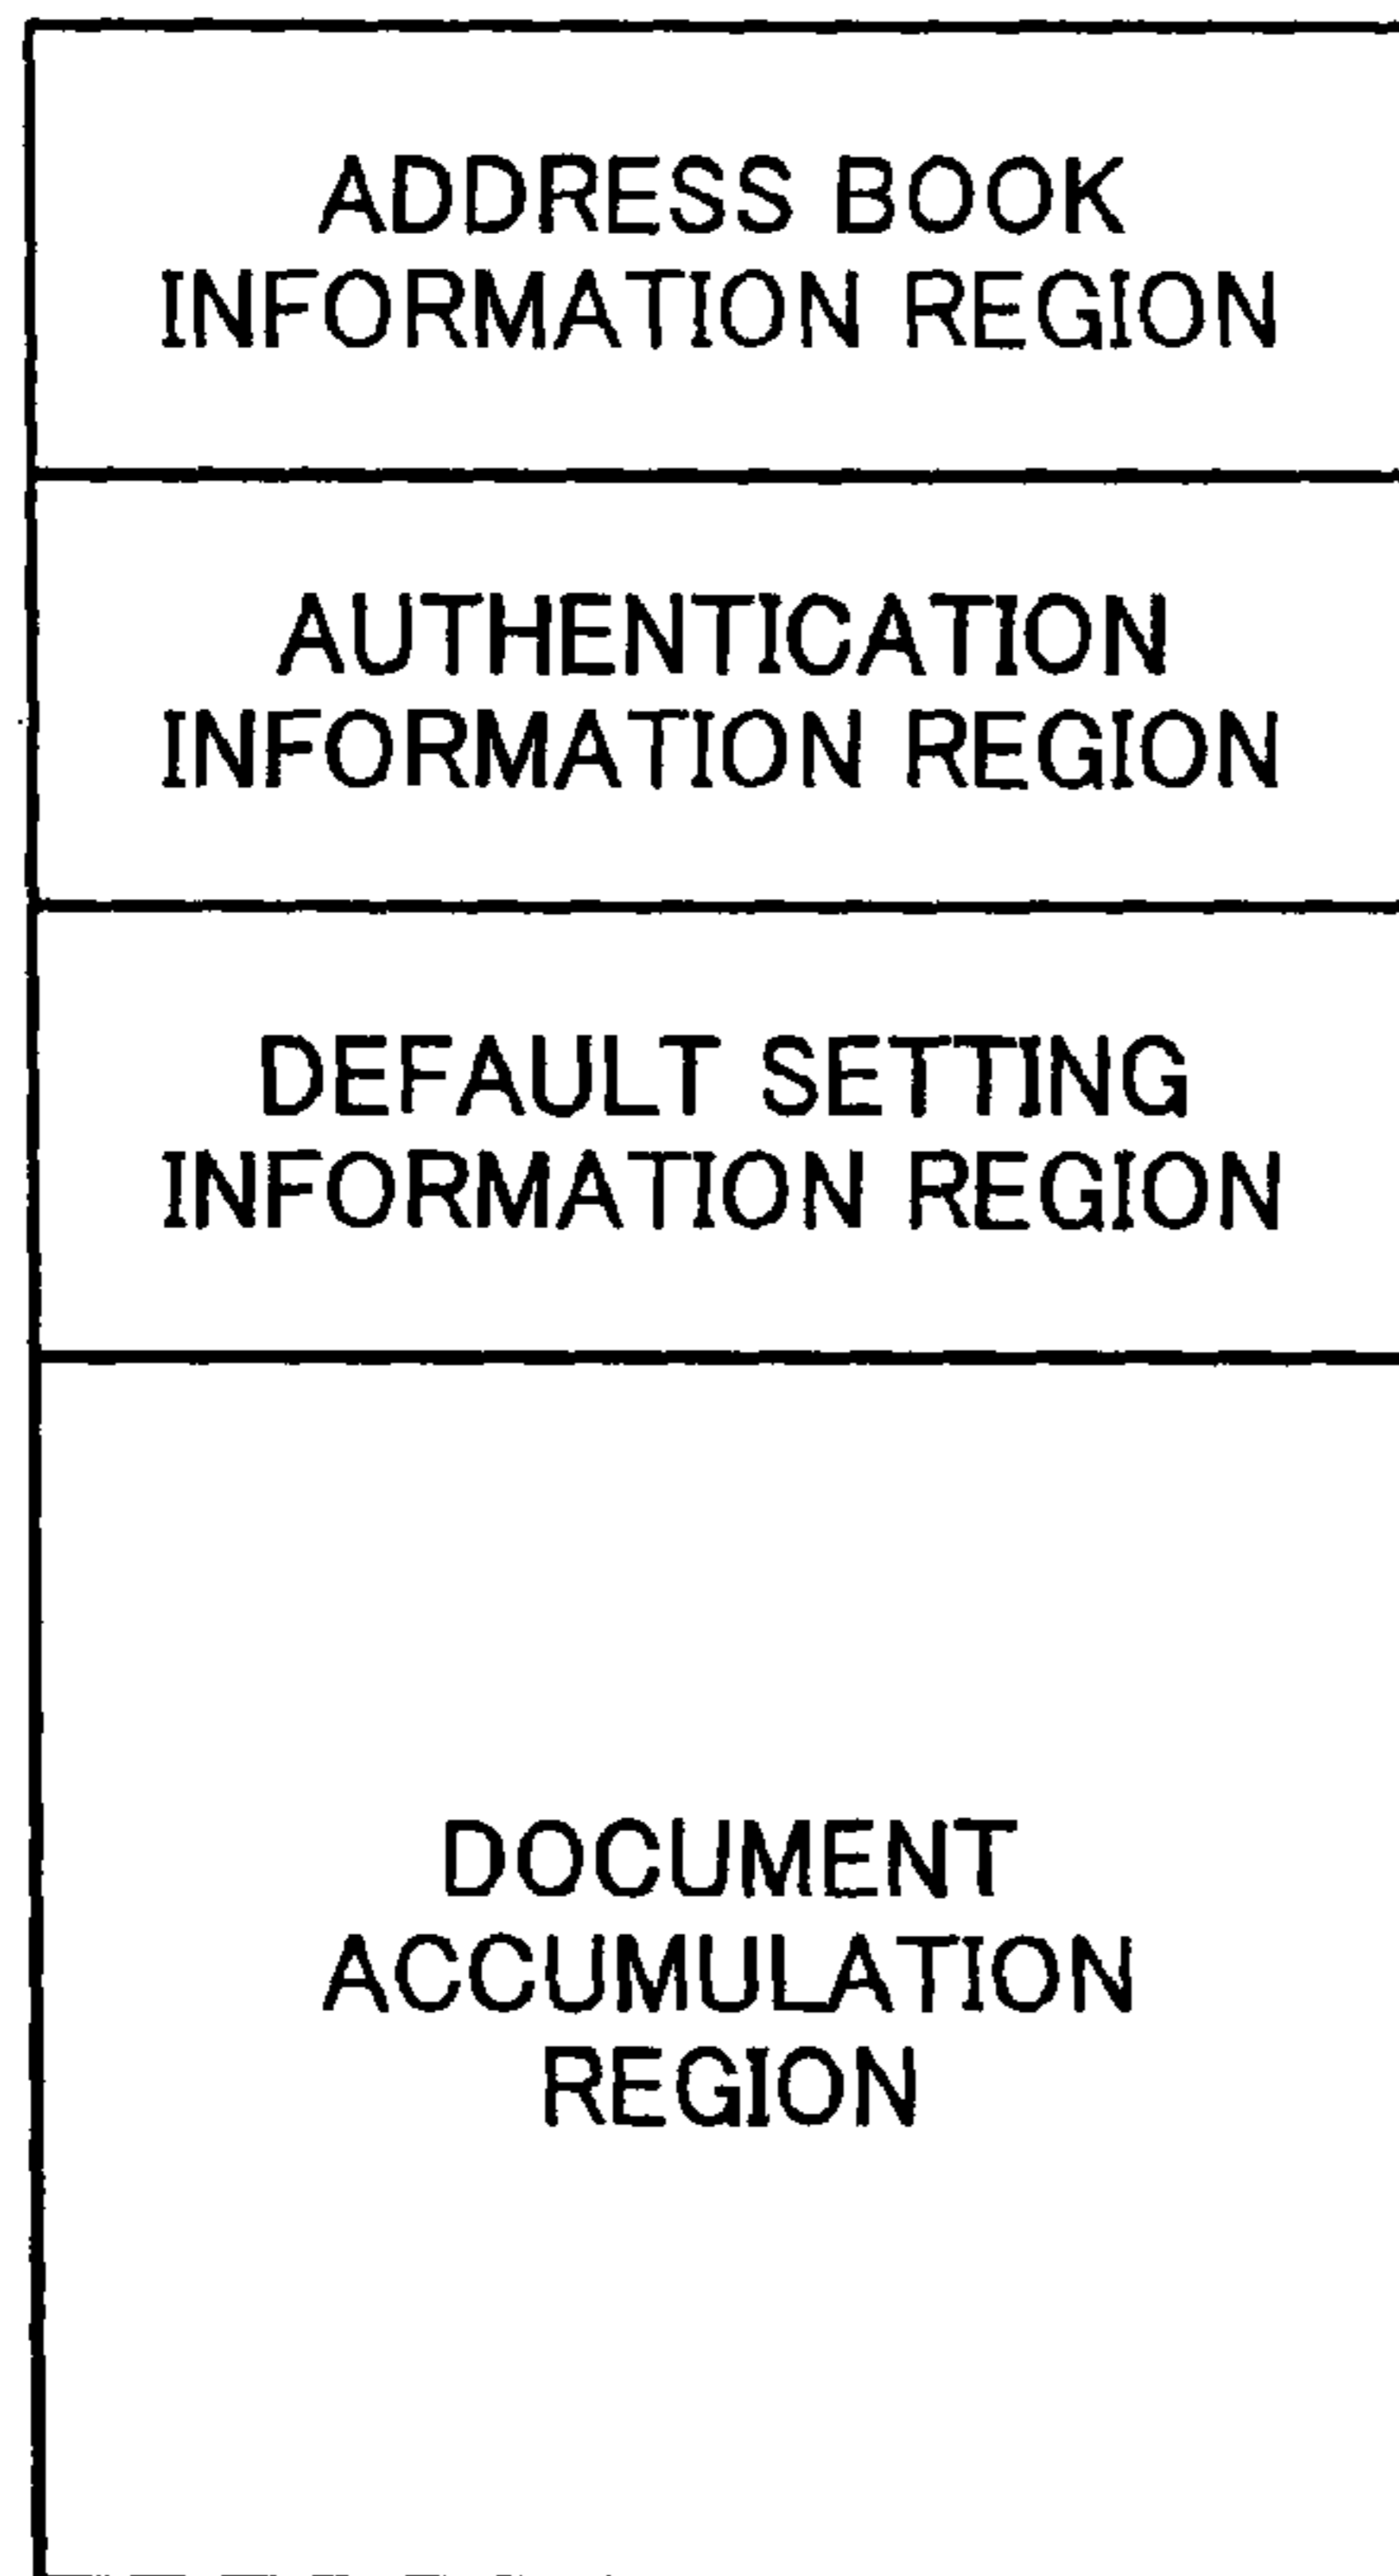 ADDRESS BOOK
INFORMATION REGION
AUTHENTICATION
INFORMATION REGION
DEFAULT SETTING
INFORMATION REGION
DOCUMENT
ACCUMULATION
REGION